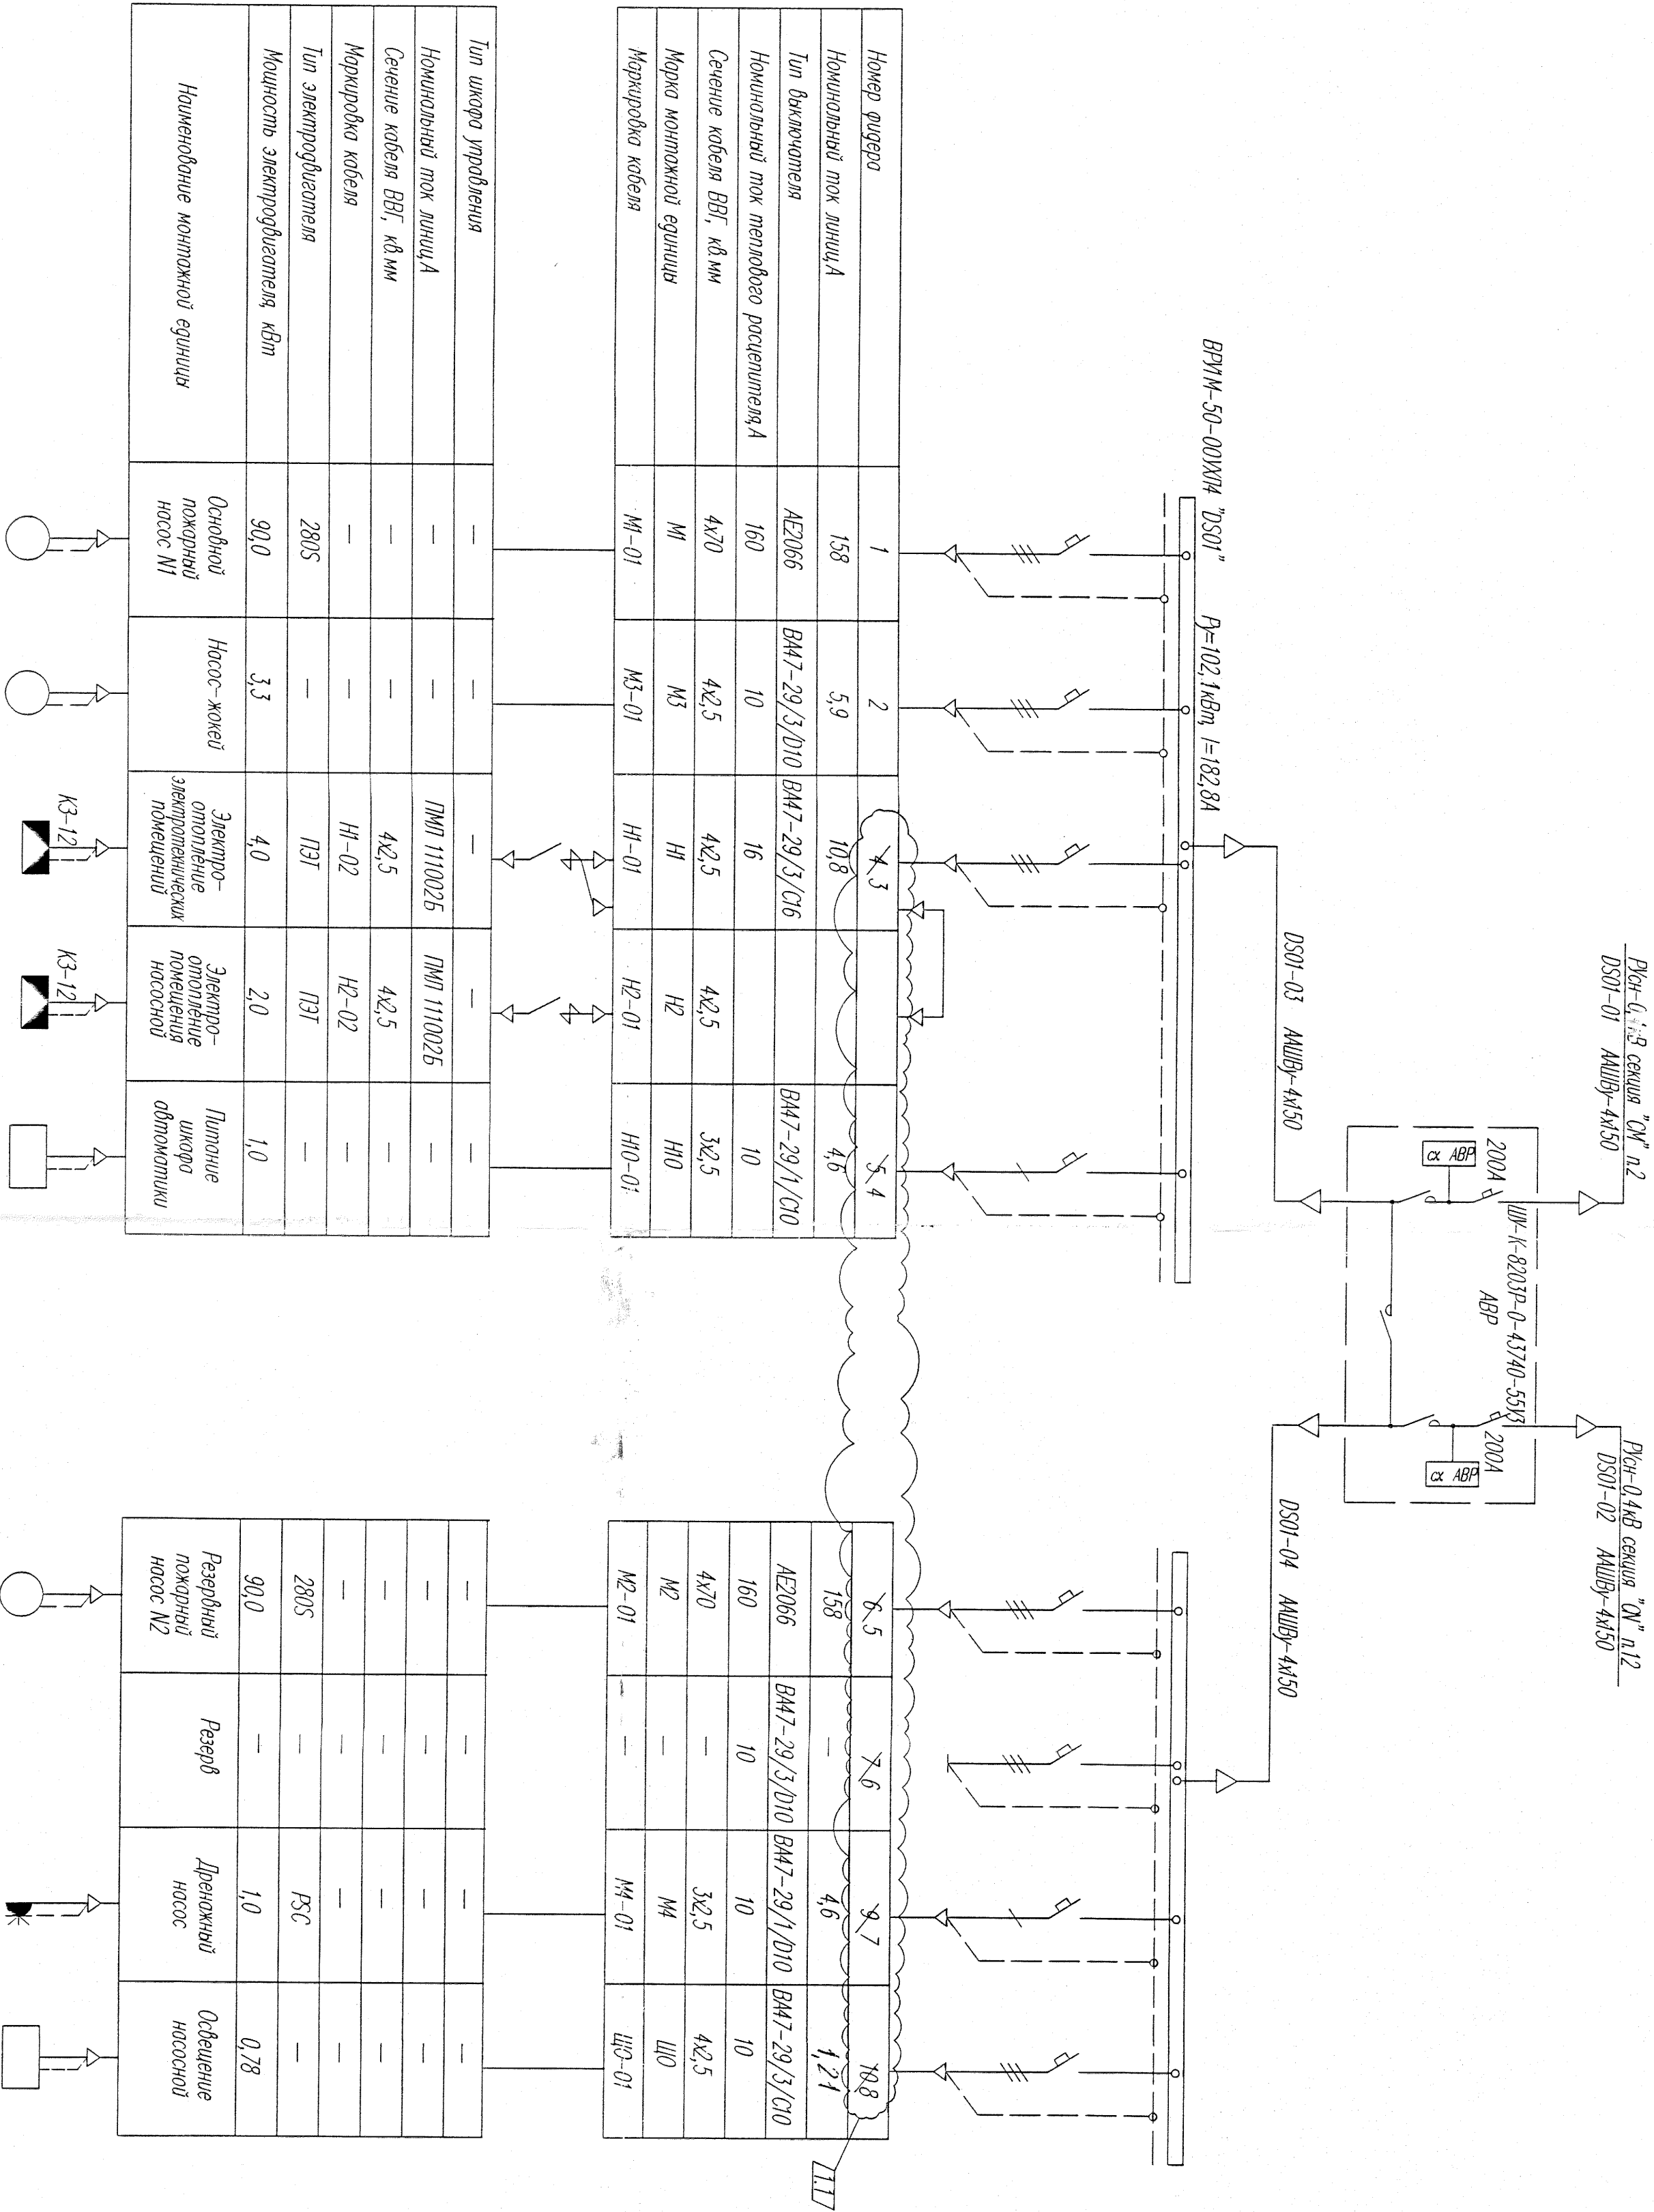 РУсн-0,4кВ секция "СМ" п.2
DS01-01 ААШВу-4х150
РУсн-0,4кВ секция "CN" п.12
DS01-02 ААШВу-4х150
ШУ-К-8203Р-0-43740-55У3
АВР
200А
200А
сх АВР
сх АВР
DS01-03 ААШВу-4х150
DS01-04 ААШВу-4х150
ВРУ1М-50-00УХЛ4 "DS01" Ру=102,1кВт, I=182,8А
Номер фидера 1 2 4 3 5 4 6 5 7 6 9 7 10 8
Номинальный ток линии,А 158 5,9 10,8 4,6 158 — 4,6 1,21
Тип выключателя АЕ2066 ВА47-29/3/D10 ВА47-29/3/С16 ВА47-29/1/С10 АЕ2066 ВА47-29/3/D10 ВА47-29/1/D10 ВА47-29/3/С10
Номинальный ток теплового расцепителя,А 160 10 16 10 160 10 10 10
Сечение кабеля ВВГ, кв.мм 4х70 4х2,5 4х2,5 4х2,5 3х2,5 4х70 — 3х2,5 4х2,5
Марка монтажной единицы М1 М3 Н1 Н2 Н10 М2 — М4 ЩО
Маркировка кабеля М1-01 М3-01 Н1-01 Н2-01 Н10-01 М2-01 — М4-01 ЩО-01
1.1
Тип шкафа управления — — — — — — — — —
Номинальный ток линии,А — — ПМЛ 111002Б ПМЛ 111002Б — — — — —
Сечение кабеля ВВГ, кв.мм — — 4х2,5 4х2,5 — — — — —
Маркировка кабеля — — Н1-02 Н2-02 — — — — —
Тип электродвигателя 280S — ПЭТ ПЭТ — 280S — PSC —
Мощность электродвигателя, кВт 90,0 3,3 4,0 2,0 1,0 90,0 — 1,0 0,78
Наименование монтажной единицы
Основной
пожарный
насос N1
Насос-жокей
Электро-
отопление
электротехнических
помещений
Электро-
отопление
помещения
насосной
Питание
шкафа
автоматики
Резервный
пожарный
насос N2
Резерв
Дренажный
насос
Освещение
насосной
КЗ-12
КЗ-12